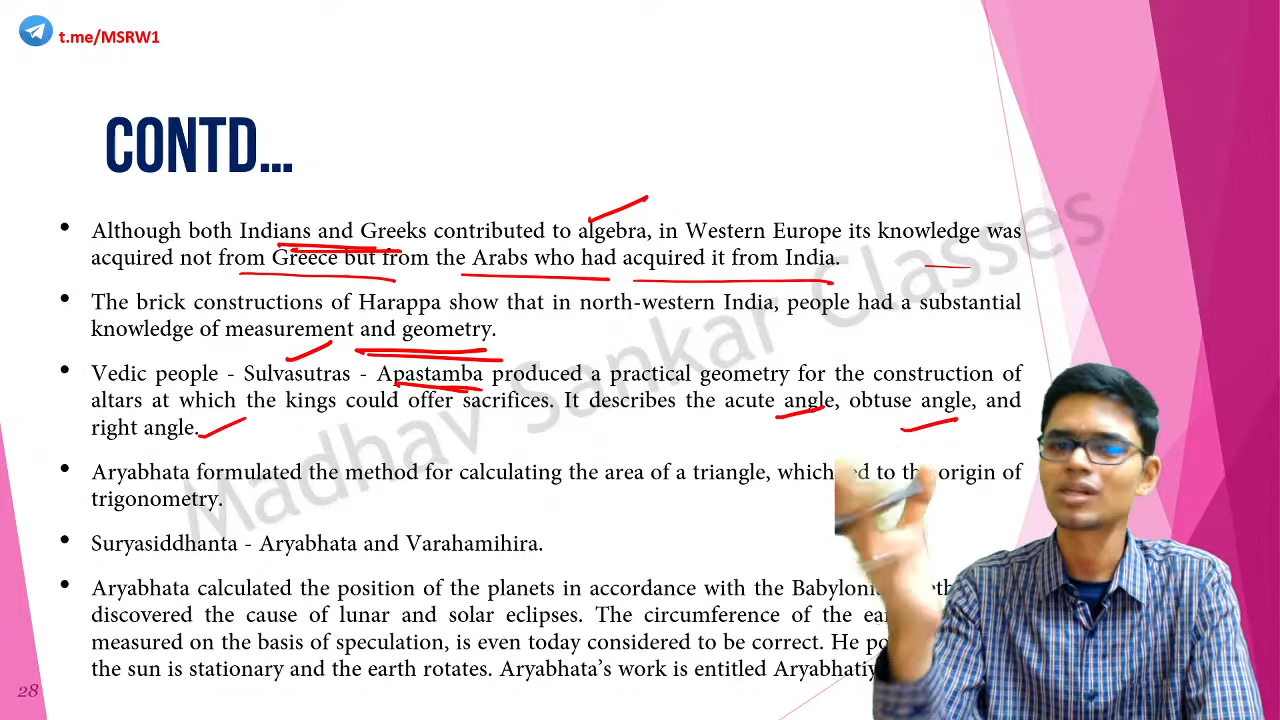 t.me/MSRW1
CONTD...
• Although both Indians and Greeks contributed to algebra, in Western Europe its knowledge was
acquired not from Greece but from the Arabs who had acquired it from India.
• The brick constructions of Harappa show that in north-western India, people had a substantial
knowledge of measurement and geometry.
• Vedic people - Sulvasutras - Apastamba produced a practical geometry for the construction of
altars at which the kings could offer sacrifices. It describes the acute angle, obtuse angle, and
right angle.
• Aryabhata formulated the method for calculating the area of a triangle, which ed to the origin of
trigonometry.
• Suryasiddhanta - Aryabhata and Varahamihira.
• Aryabhata calculated the position of the planets in accordance with the
discovered the cause of lunar and solar eclipses. The circumference of the
measured on the basis of speculation, is even today considered to be correct. He
the sun is stationary and the earth rotates. Aryabhata's work is entitled
Madhav Sankar Classes
28